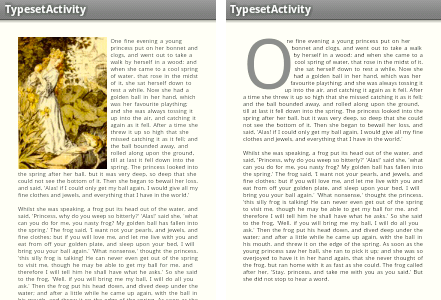 TypesetActivity
One fine evening a young
princess put on her bonnet and
clogs, and went out to take a
walk by herself in a wood; and
when she came to a cool spring
of water, that rose in the midst
of it, she sat herself down to
rest a while. Now she had a
golden ball in her hand, which
was her favourite plaything;
and she was always tossing it
up into the air, and catching it
again as it fell. After a time she
threw it up so high that she
missed catching it as it fell;
and the ball bounded away, and
rolled along upon the ground,
till at last it fell down into the
spring. The princess looked into
the spring after her ball, but it was very deep, so deep that she
could not see the bottom of it. Then she began to bewail her loss,
and said, 'Alas! if I could only get my ball again, I would give all my
fine clothes and jewels, and everything that I have in the world.'
Whilst she was speaking, a frog put its head out of the water, and
said, 'Princess, why do you weep so bitterly?' 'Alas!' said she, 'what
can you do for me, you nasty frog? My golden ball has fallen into
the spring.' The frog said, 'I want not your pearls, and jewels, and
fine clothes; but if you will love me, and let me live with you and
eat from off your golden plate, and sleep upon your bed, I will
bring you your ball again.' 'What nonsense,' thought the princess,
'this silly frog is talking! He can never even get out of the spring
to visit me, though he may be able to get my ball for me, and
therefore I will tell him he shall have what he asks.' So she said to
the frog, 'Well, if you will bring me my ball, I will do all you
ask.' Then the frog put his head down, and dived deep under the
water; and after a little while he came up again, with the ball in
TypesetActivity
One fine evening a young princess put on her
bonnet and clogs, and went out to take a walk
by herself in a wood; and when she came to a
cool spring of water, that rose in the midst of it,
she sat herself down to rest a while. Now she
had a golden ball in her hand, which was her
favourite plaything; and she was always tossing it
up into the air, and catching it again as it fell. After
a time she threw it up so high that she missed catching it as it fell;
and the ball bounded away, and rolled along upon the ground,
till at last it fell down into the spring. The princess looked into the
spring after her ball, but it was very deep, so deep that she could
not see the bottom of it. Then she began to bewail her loss, and
said, 'Alas! if I could only get my ball again, I would give all my fine
clothes and jewels, and everything that I have in the world.'
Whilst she was speaking, a frog put its head out of the water, and
said, 'Princess, why do you weep so bitterly?' 'Alas!' said she, 'what
can you do for me, you nasty frog? My golden ball has fallen into
the spring.' The frog said, 'I want not your pearls, and jewels, and
fine clothes; but if you will love me, and let me live with you and
eat from off your golden plate, and sleep upon your bed, I will
bring you your ball again.' 'What nonsense,' thought the princess,
'this silly frog is talking! He can never even get out of the spring
to visit me, though he may be able to get my ball for me, and
therefore I will tell him he shall have what he asks.' So she said to
the frog, 'Well, if you will bring me my ball, I will do all you
ask.' Then the frog put his head down, and dived deep under the
water; and after a little while he came up again, with the ball in
his mouth, and threw it on the edge of the spring. As soon as the
young princess saw her ball, she ran to pick it up; and she was so
overjoyed to have it in her hand again, that she never thought of
the frog, but ran home with it as fast as she could. The frog called
after her, 'Stay, princess, and take me with you as you said.' But
she did not stop to hear a word.